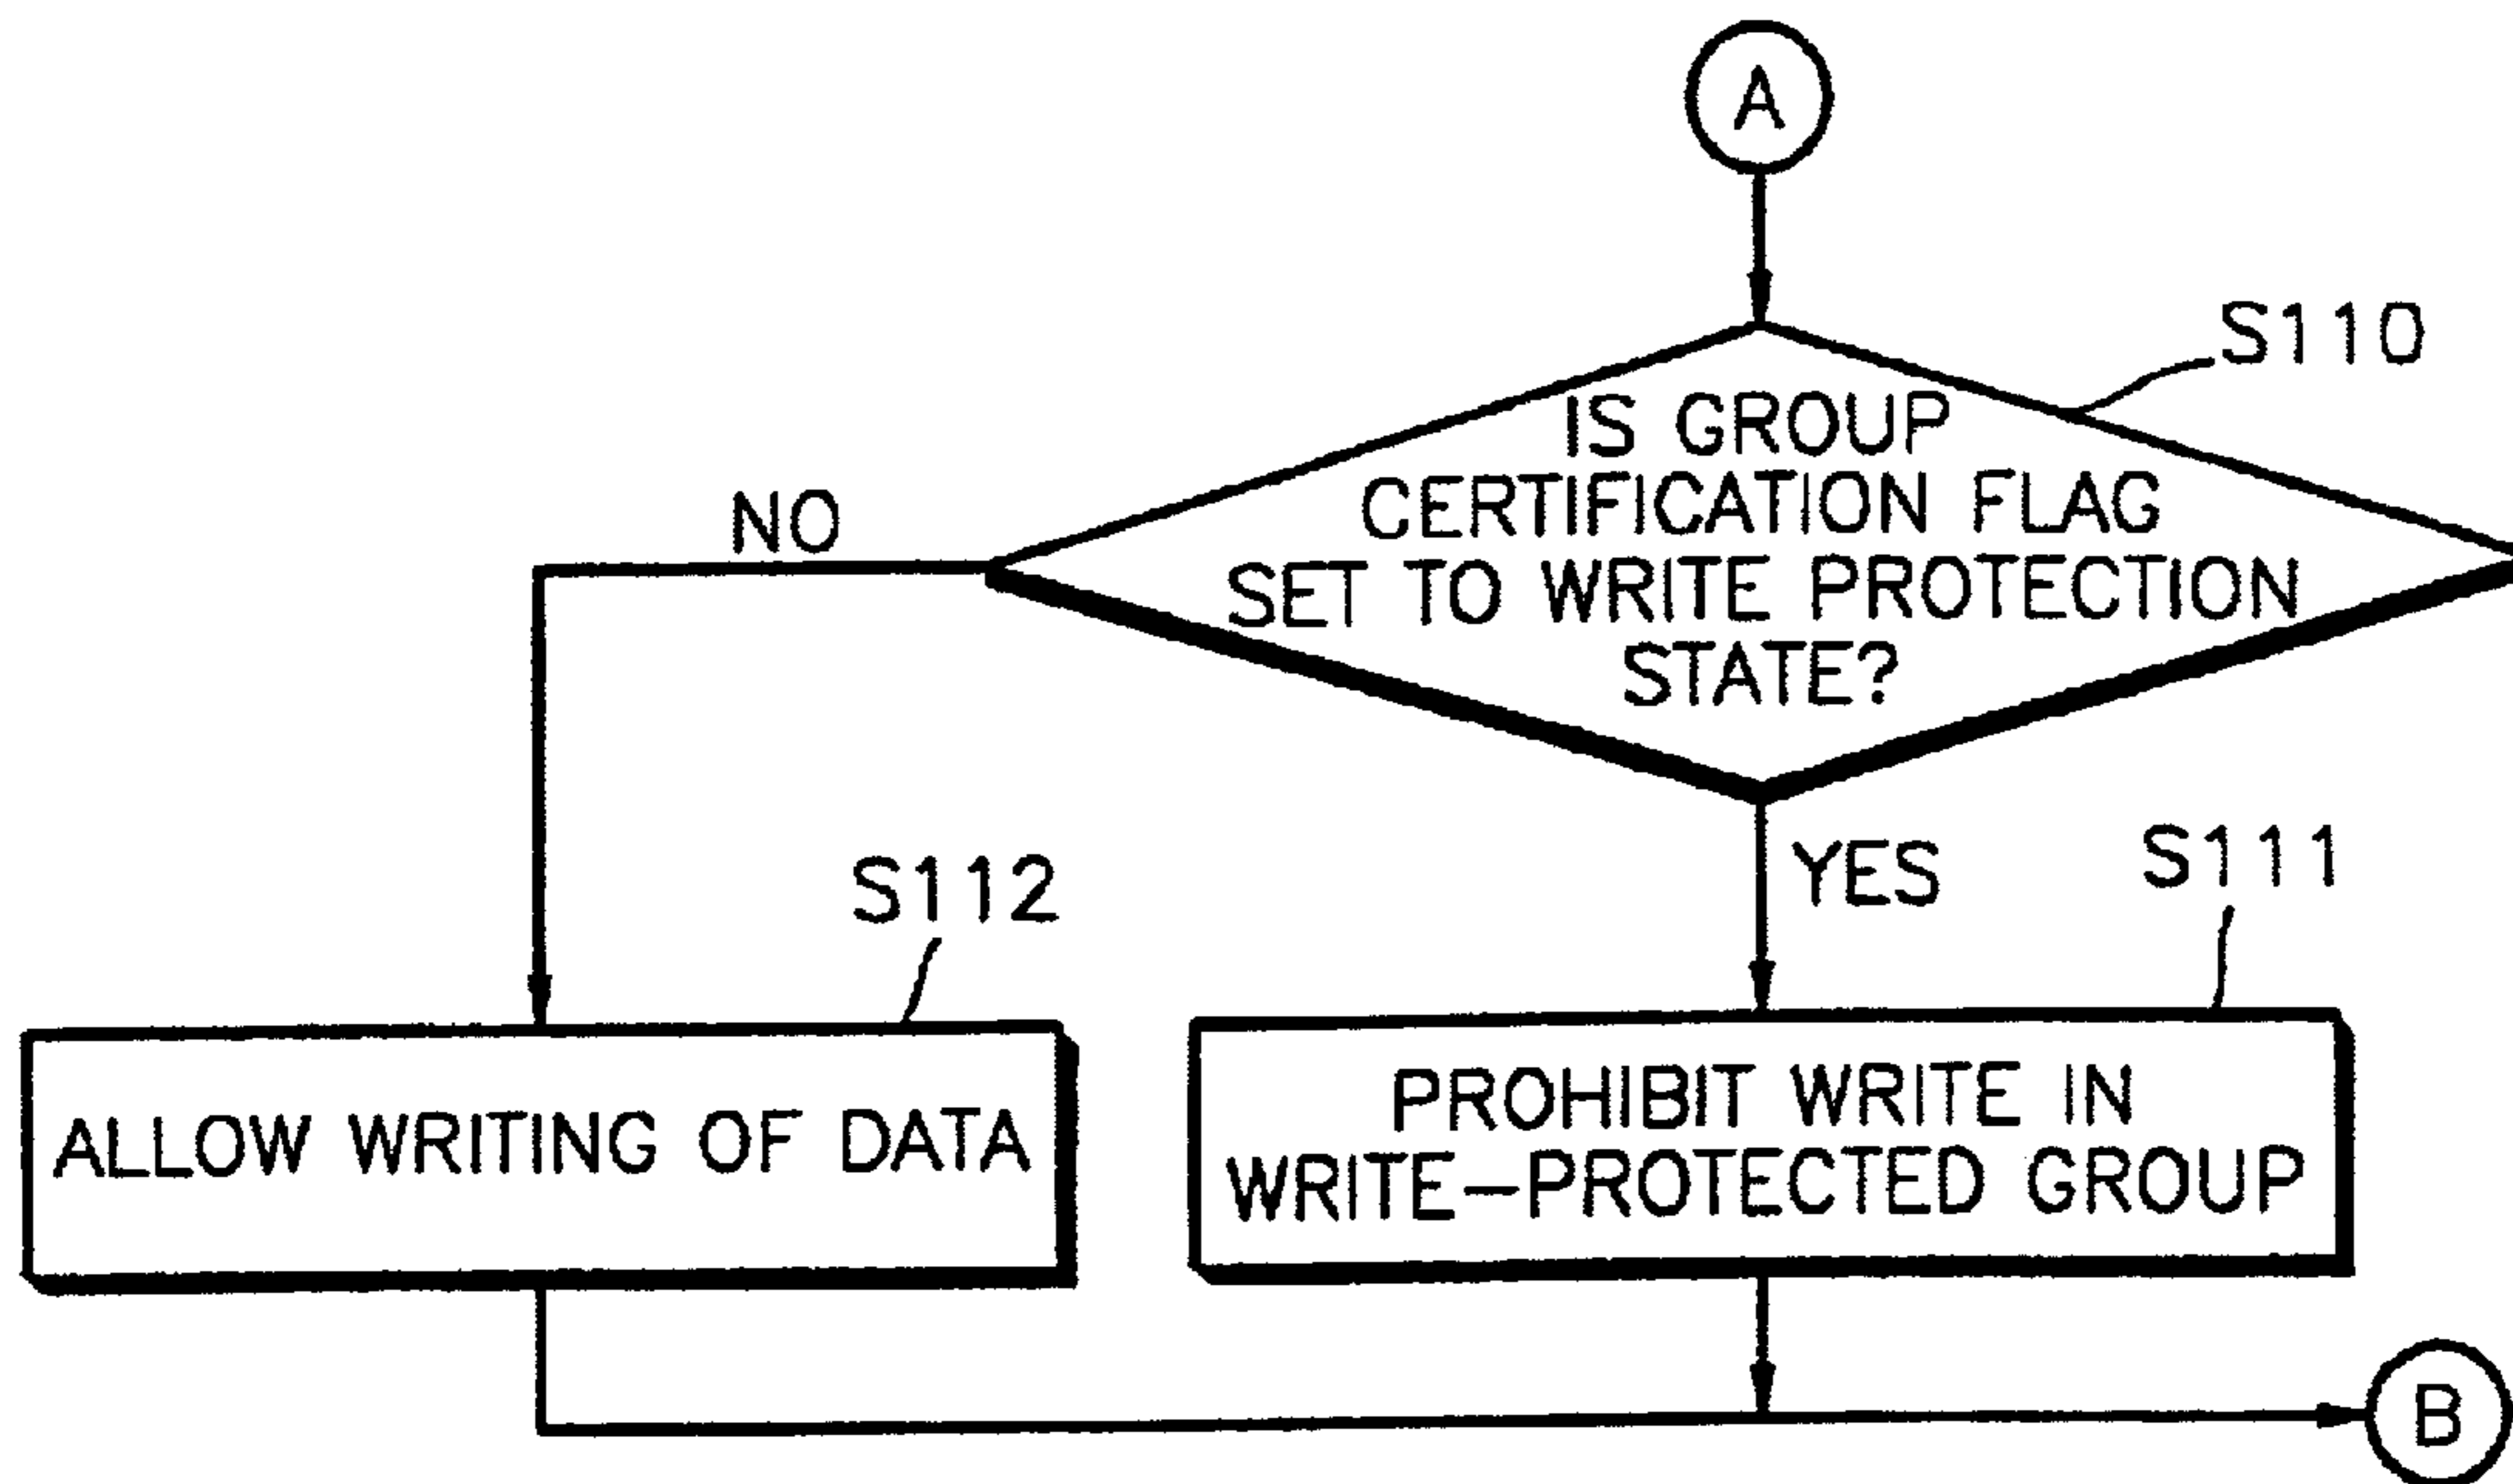 A
S110
IS GROUP
CERTIFICATION FLAG
SET TO WRITE PROTECTION
STATE?
NO
YES
S112
S111
ALLOW WRITING OF DATA
PROHIBIT WRITE IN
WRITE-PROTECTED GROUP
B